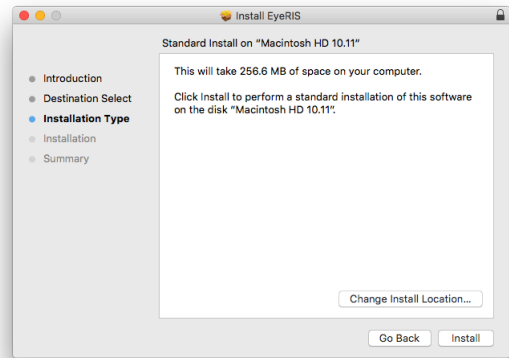 Install EyeRIS
Standard Install on “Macintosh HD 10.11”
Introduction
Destination Select
Installation Type
Installation
Summary
This will take 256.6 MB of space on your computer.
Click Install to perform a standard installation of this software
on the disk “Macintosh HD 10.11”.
Change Install Location...
Go Back
Install